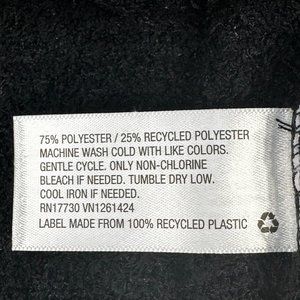 75% POLYESTER / 25% RECYCLED POLYESTER
MACHINE WASH COLD WITH LIKE COLORS.
GENTLE CYCLE. ONLY NON-CHLORINE
BLEACH IF NEEDED. TUMBLE DRY LOW.
COOL IRON IF NEEDED.
RN17730 VN1261424
LABEL MADE FROM 100% RECYCLED PLASTIC